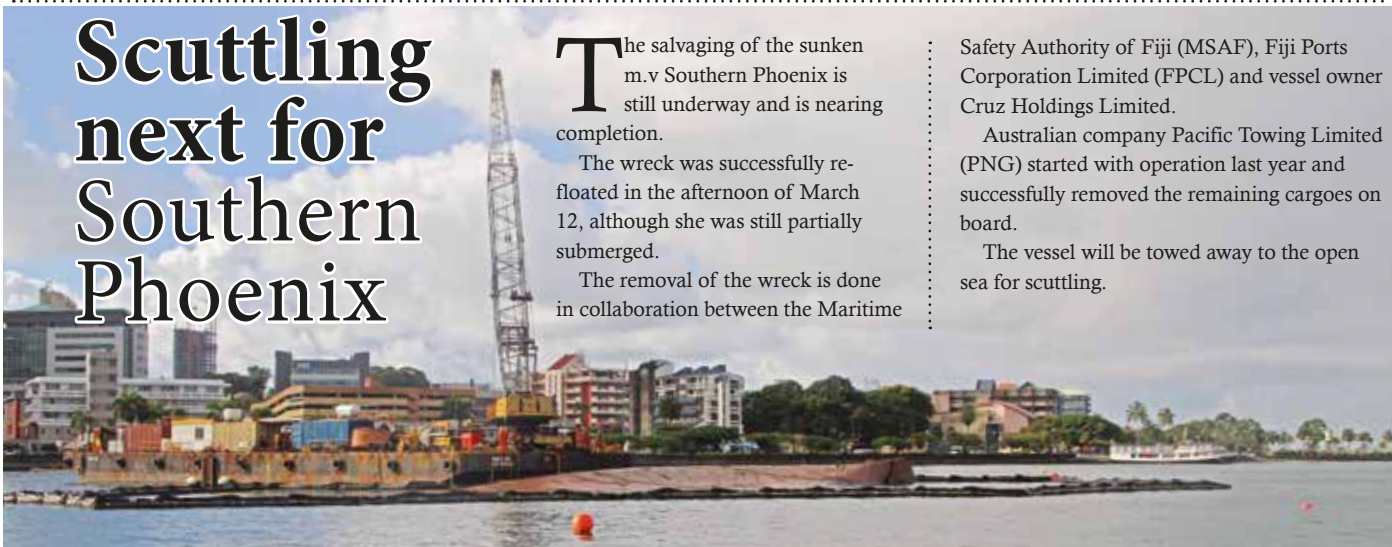 Scuttling
next for
Southern
Phoenix
The salvaging of the sunken
m.v Southern Phoenix is
still underway and is nearing
completion.
The wreck was successfully re-
floated in the afternoon of March
12, although she was still partially
submerged.
The removal of the wreck is done
in collaboration between the Maritime
Safety Authority of Fiji (MSAF), Fiji Ports
Corporation Limited (FPCL) and vessel owner
Cruz Holdings Limited.
Australian company Pacific Towing Limited
(PNG) started with operation last year and
successfully removed the remaining cargoes on
board.
The vessel will be towed away to the open
sea for scuttling.